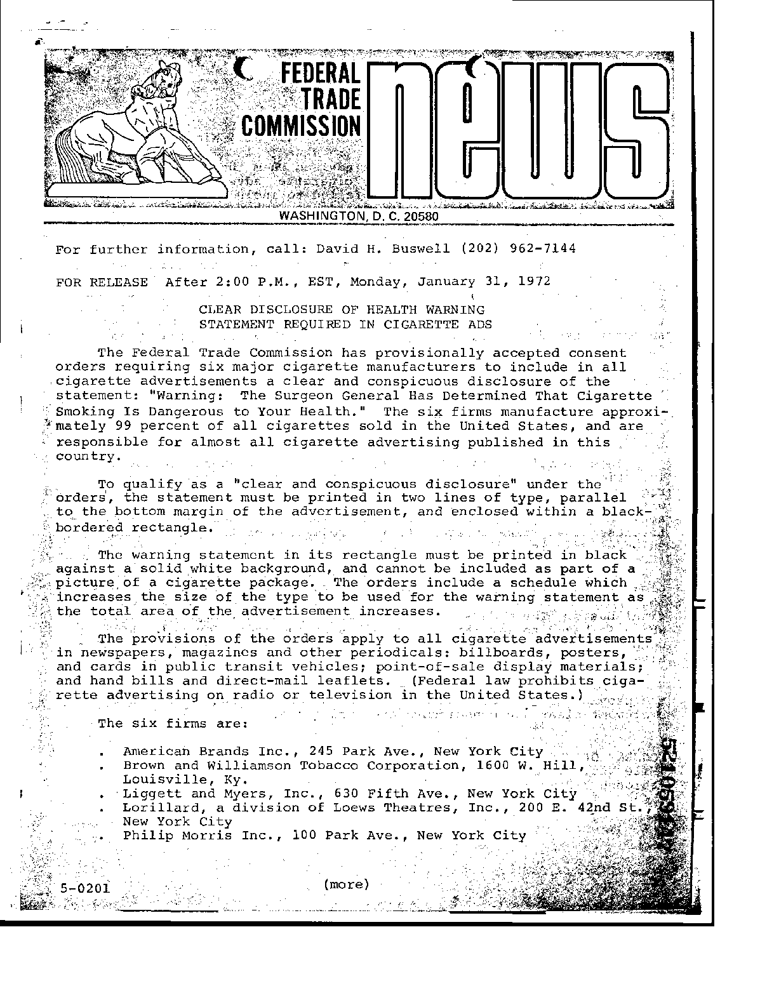 FEDERAL
TRADE
COMMISSION
news
WASHINGTON, D. C. 20580
For further information, call: David H. Buswell (202) 962-7144
FOR RELEASE After 2:00 P.M., EST, Monday, January 31, 1972
CLEAR DISCLOSURE OF HEALTH WARNING
STATEMENT REQUIRED IN CIGARETTE ADS
The Federal Trade Commission has provisionally accepted consent
orders requiring six major cigarette manufacturers to include in all
cigarette advertisements a clear and conspicuous disclosure of the
statement: "Warning: The Surgeon General Has Determined That Cigarette
Smoking Is Dangerous to Your Health." The six firms manufacture approxi-
mately 99 percent of all cigarettes sold in the United States, and are
responsible for almost all cigarette advertising published in this
country.
To qualify as a "clear and conspicuous disclosure" under the
orders, the statement must be printed in two lines of type, parallel
to the bottom margin of the advertisement, and enclosed within a black-
bordered rectangle.
The warning statement in its rectangle must be printed in black
against a solid white background, and cannot be included as part of a
picture of a cigarette package. The orders include a schedule which
increases the size of the type to be used for the warning statement as
the total area of the advertisement increases.
The provisions of the orders apply to all cigarette advertisements
in newspapers, magazines and other periodicals: billboards, posters,
and cards in public transit vehicles; point-of-sale display materials;
and hand bills and direct-mail leaflets. (Federal law prohibits ciga-
rette advertising on radio or television in the United States.)
The six firms are:
. American Brands Inc., 245 Park Ave., New York City
. Brown and Williamson Tobacco Corporation, 1600 W. Hill,
Louisville, Ky.
. Liggett and Myers, Inc., 630 Fifth Ave., New York City
. Lorillard, a division of Loews Theatres, Inc., 200 E. 42nd St.,
New York City
. Philip Morris Inc., 100 Park Ave., New York City
5-0201
(more)